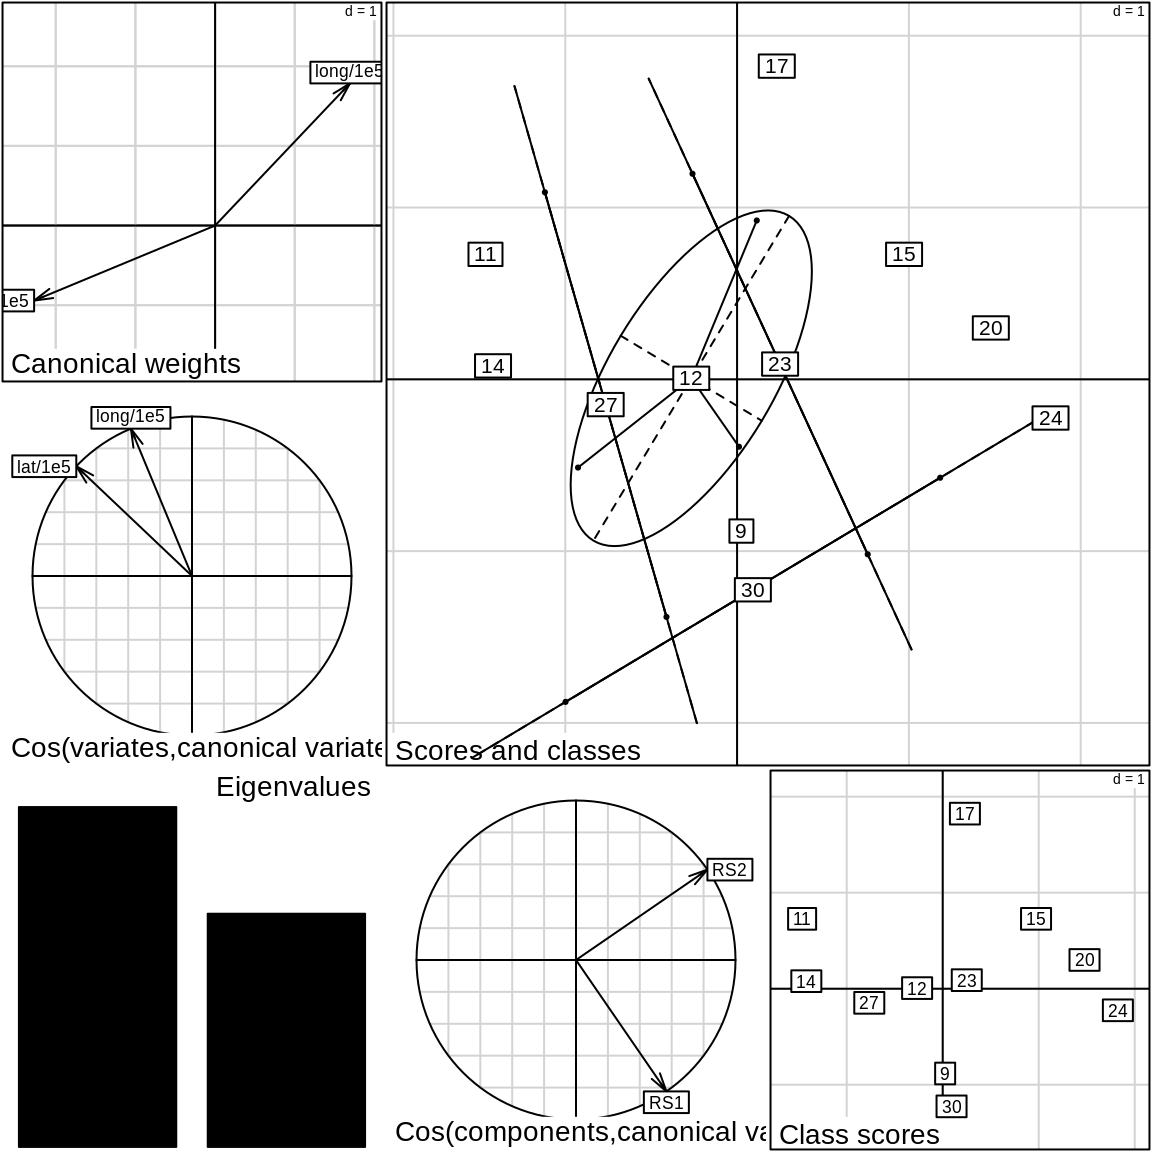 d = 1
long/1e5
1e5
Canonical weights
d = 1
17
11
15
20
14
12
23
27
24
9
30
Scores and classes
long/1e5
lat/1e5
Cos(variates,canonical variate
Eigenvalues
RS2
RS1
Cos(components,canonical va
d = 1
17
11
15
20
14
12
23
27
24
9
30
Class scores